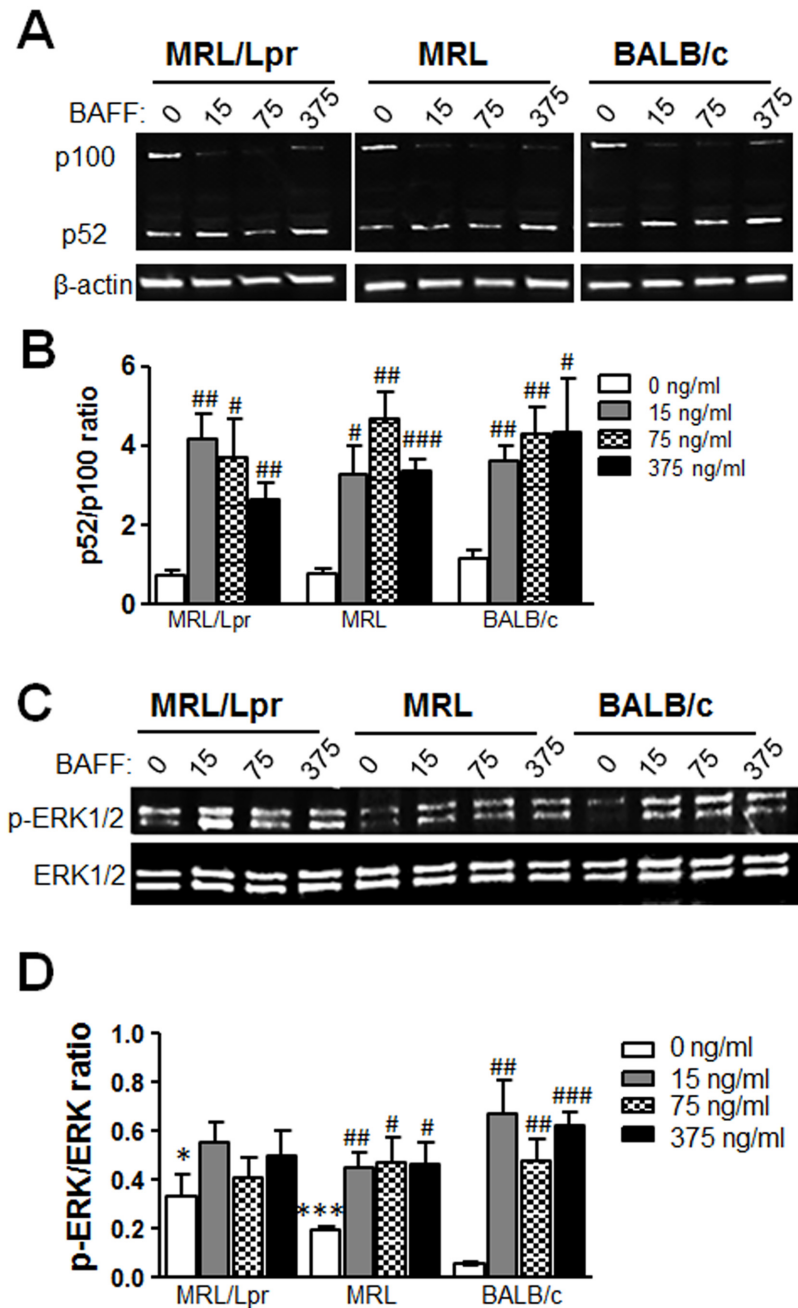 A
MRL/Lpr MRL BALB/c
BAFF: 0 15 75 375 0 15 75 375 0 15 75 375
p100
p52
β-actin
B
p52/p100 ratio
6
4
2
0
## # ##
# ## ###
## ## #
MRL/Lpr MRL BALB/c
0 ng/ml
15 ng/ml
75 ng/ml
375 ng/ml
C
MRL/Lpr MRL BALB/c
BAFF: 0 15 75 375 0 15 75 375 0 15 75 375
p-ERK1/2
ERK1/2
D
p-ERK/ERK ratio
1.0
0.8
0.6
0.4
0.2
0.0
*
*** ## # #
## ## ###
MRL/Lpr MRL BALB/c
0 ng/ml
15 ng/ml
75 ng/ml
375 ng/ml